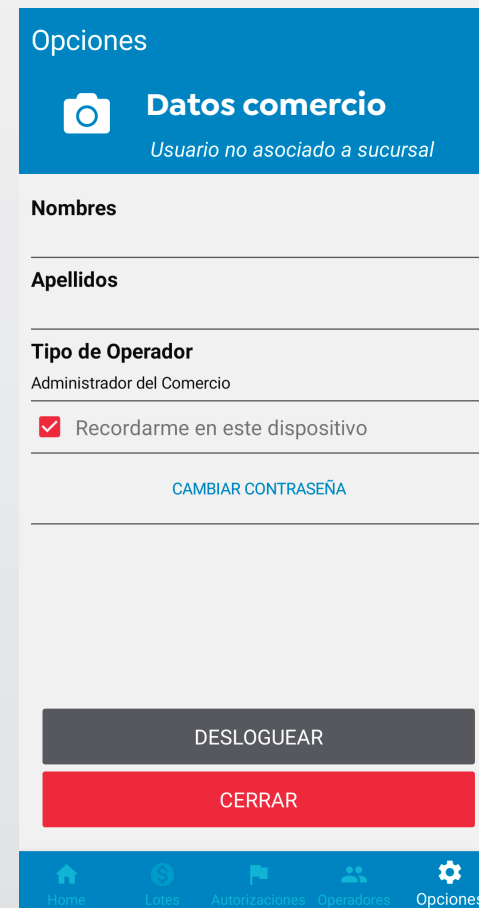 Opciones
Datos comercio
Usuario no asociado a sucursal
Nombres
Apellidos
Tipo de Operador
Administrador del Comercio
Recordarme en este dispositivo
CAMBIAR CONTRASEÑA
DESLOGUEAR
CERRAR
Home Lotes Autorizaciones Operadores Opciones